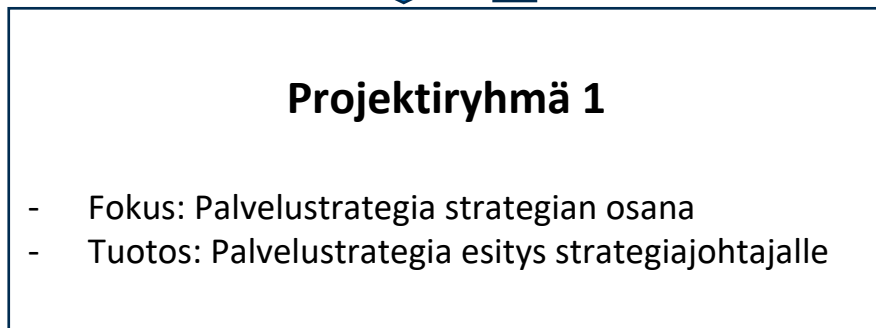 Projektiryhmä 1
- Fokus: Palvelustrategia strategian osana
- Tuotos: Palvelustrategia esitys strategiajohtajalle